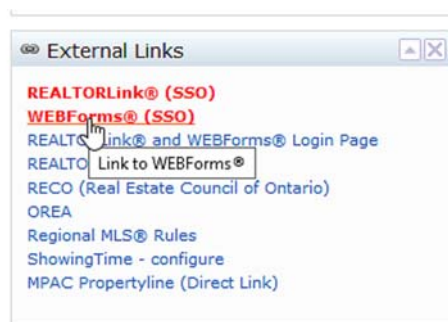 External Links
REALTORLink® (SSO)
WEBForms® (SSO)
REALTO Link® and WEBForms® Login Page
REALTO
Link to WEBForms®
RECO (Real Estate Council of Ontario)
OREA
Regional MLS® Rules
ShowingTime - configure
MPAC Propertyline (Direct Link)